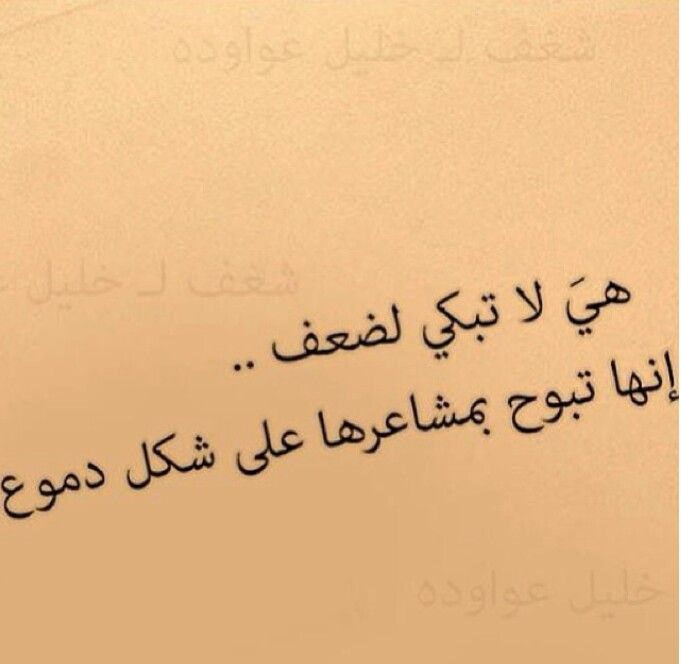 شغف لـ خليل عواوده
شغف لـ خليل
هيَ لا تبكي لضعف ..
إنها تبوح بمشاعرها على شكل دموع
خليل عواوده